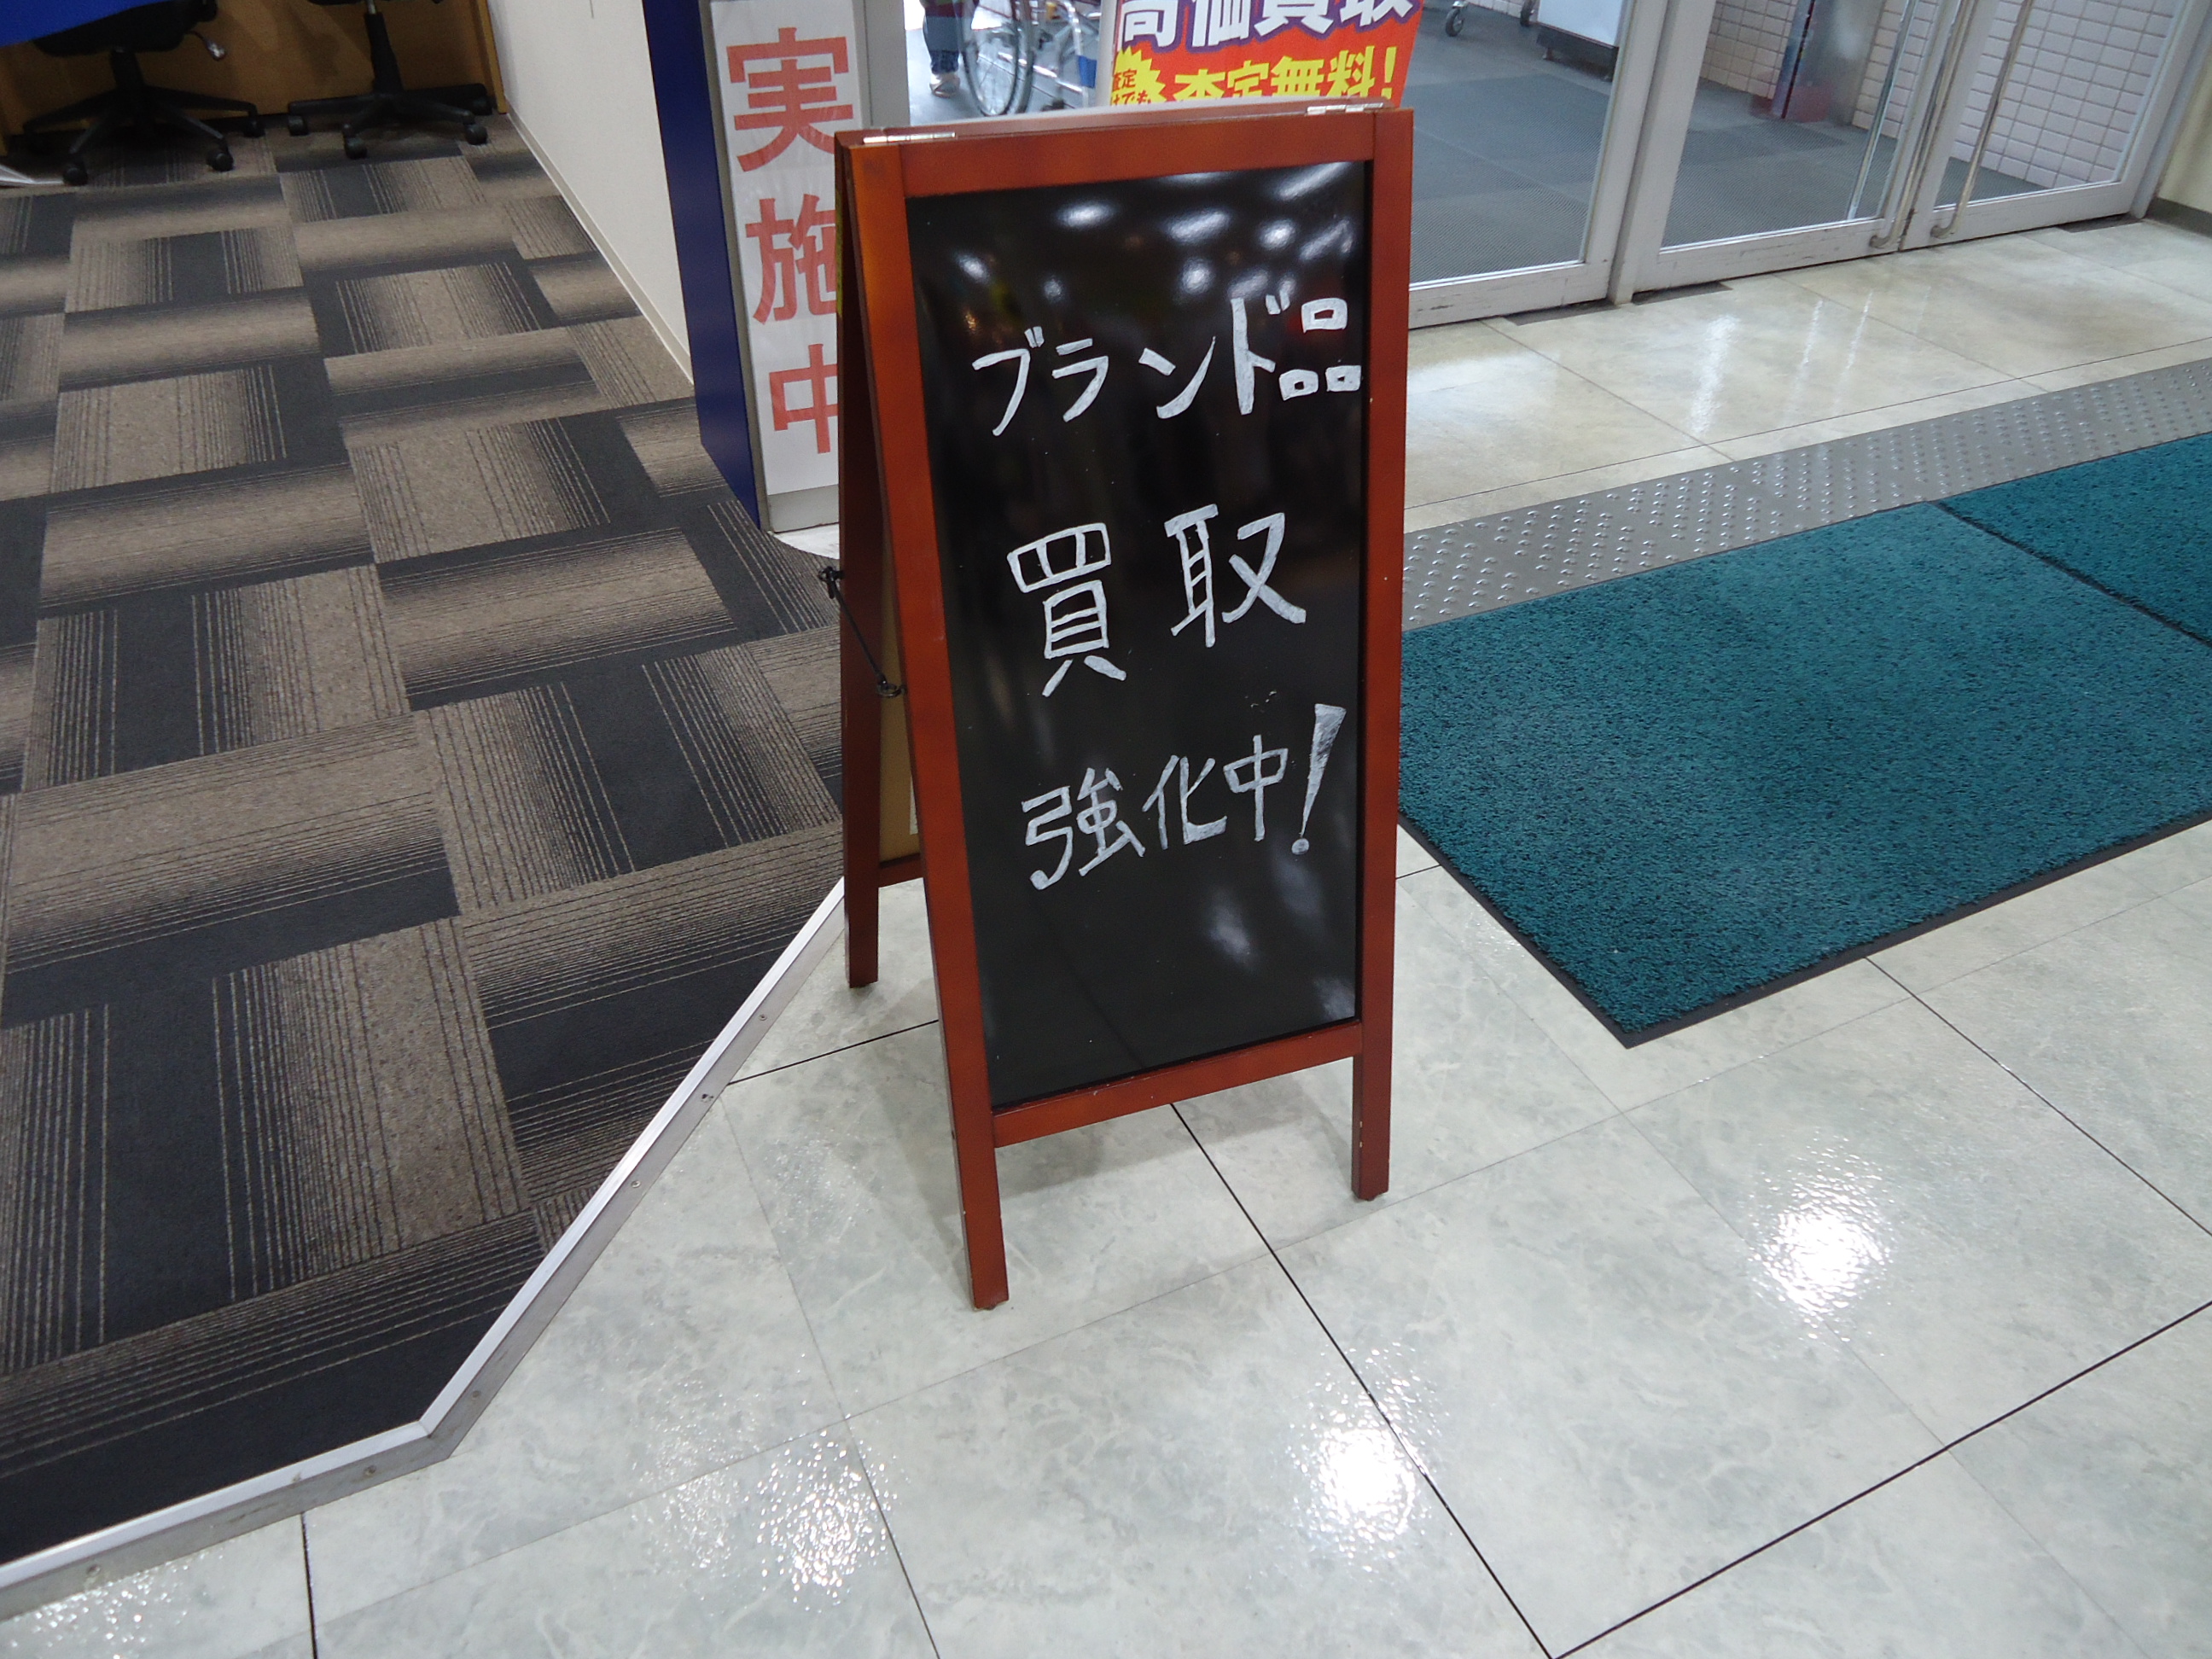 実施中
高価買取
査定無料!
ブランド品
買取
強化中!